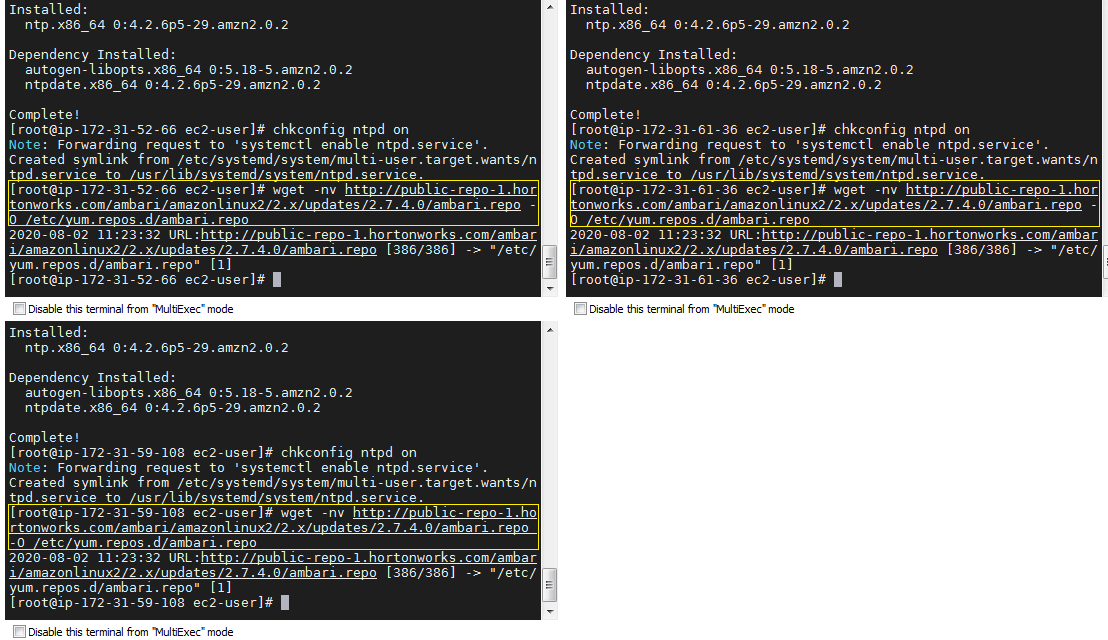 Installed:
  ntp.x86_64 0:4.2.6p5-29.amzn2.0.2

Dependency Installed:
  autogen-libopts.x86_64 0:5.18-5.amzn2.0.2
  ntpdate.x86_64 0:4.2.6p5-29.amzn2.0.2

Complete!
[root@ip-172-31-52-66 ec2-user]# chkconfig ntpd on
Note: Forwarding request to 'systemctl enable ntpd.service'.
Created symlink from /etc/systemd/system/multi-user.target.wants/n
tpd.service to /usr/lib/systemd/system/ntpd.service.
[root@ip-172-31-52-66 ec2-user]# wget -nv http://public-repo-1.hor
tonworks.com/ambari/amazonlinux2/2.x/updates/2.7.4.0/ambari.repo -
O /etc/yum.repos.d/ambari.repo
2020-08-02 11:23:32 URL:http://public-repo-1.hortonworks.com/ambar
i/amazonlinux2/2.x/updates/2.7.4.0/ambari.repo [386/386] -> "/etc/
yum.repos.d/ambari.repo" [1]
[root@ip-172-31-52-66 ec2-user]#
Disable this terminal from "MultiExec" mode
Installed:
  ntp.x86_64 0:4.2.6p5-29.amzn2.0.2

Dependency Installed:
  autogen-libopts.x86_64 0:5.18-5.amzn2.0.2
  ntpdate.x86_64 0:4.2.6p5-29.amzn2.0.2

Complete!
[root@ip-172-31-61-36 ec2-user]# chkconfig ntpd on
Note: Forwarding request to 'systemctl enable ntpd.service'.
Created symlink from /etc/systemd/system/multi-user.target.wants/n
tpd.service to /usr/lib/systemd/system/ntpd.service.
[root@ip-172-31-61-36 ec2-user]# wget -nv http://public-repo-1.hor
tonworks.com/ambari/amazonlinux2/2.x/updates/2.7.4.0/ambari.repo -
O /etc/yum.repos.d/ambari.repo
2020-08-02 11:23:32 URL:http://public-repo-1.hortonworks.com/ambar
i/amazonlinux2/2.x/updates/2.7.4.0/ambari.repo [386/386] -> "/etc/
yum.repos.d/ambari.repo" [1]
[root@ip-172-31-61-36 ec2-user]#
Disable this terminal from "MultiExec" mode
Installed:
  ntp.x86_64 0:4.2.6p5-29.amzn2.0.2

Dependency Installed:
  autogen-libopts.x86_64 0:5.18-5.amzn2.0.2
  ntpdate.x86_64 0:4.2.6p5-29.amzn2.0.2

Complete!
[root@ip-172-31-59-108 ec2-user]# chkconfig ntpd on
Note: Forwarding request to 'systemctl enable ntpd.service'.
Created symlink from /etc/systemd/system/multi-user.target.wants/n
tpd.service to /usr/lib/systemd/system/ntpd.service.
[root@ip-172-31-59-108 ec2-user]# wget -nv http://public-repo-1.ho
rtonworks.com/ambari/amazonlinux2/2.x/updates/2.7.4.0/ambari.repo
-O /etc/yum.repos.d/ambari.repo
2020-08-02 11:23:32 URL:http://public-repo-1.hortonworks.com/ambar
i/amazonlinux2/2.x/updates/2.7.4.0/ambari.repo [386/386] -> "/etc/
yum.repos.d/ambari.repo" [1]
[root@ip-172-31-59-108 ec2-user]#
Disable this terminal from "MultiExec" mode